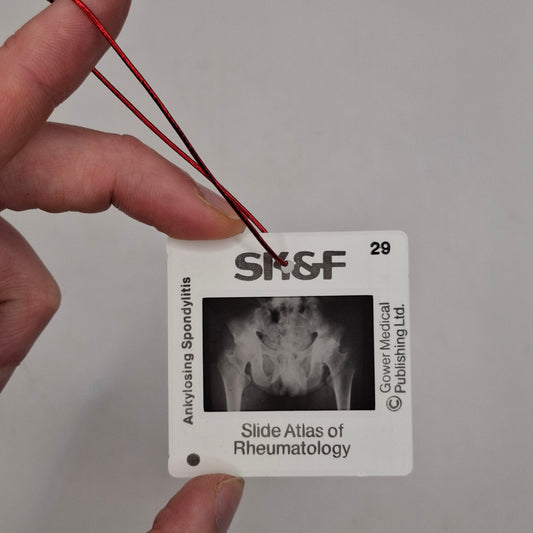 SK&F
29
Ankylosing Spondylitis
© Gower Medical
Publishing Ltd.
Slide Atlas of
Rheumatology